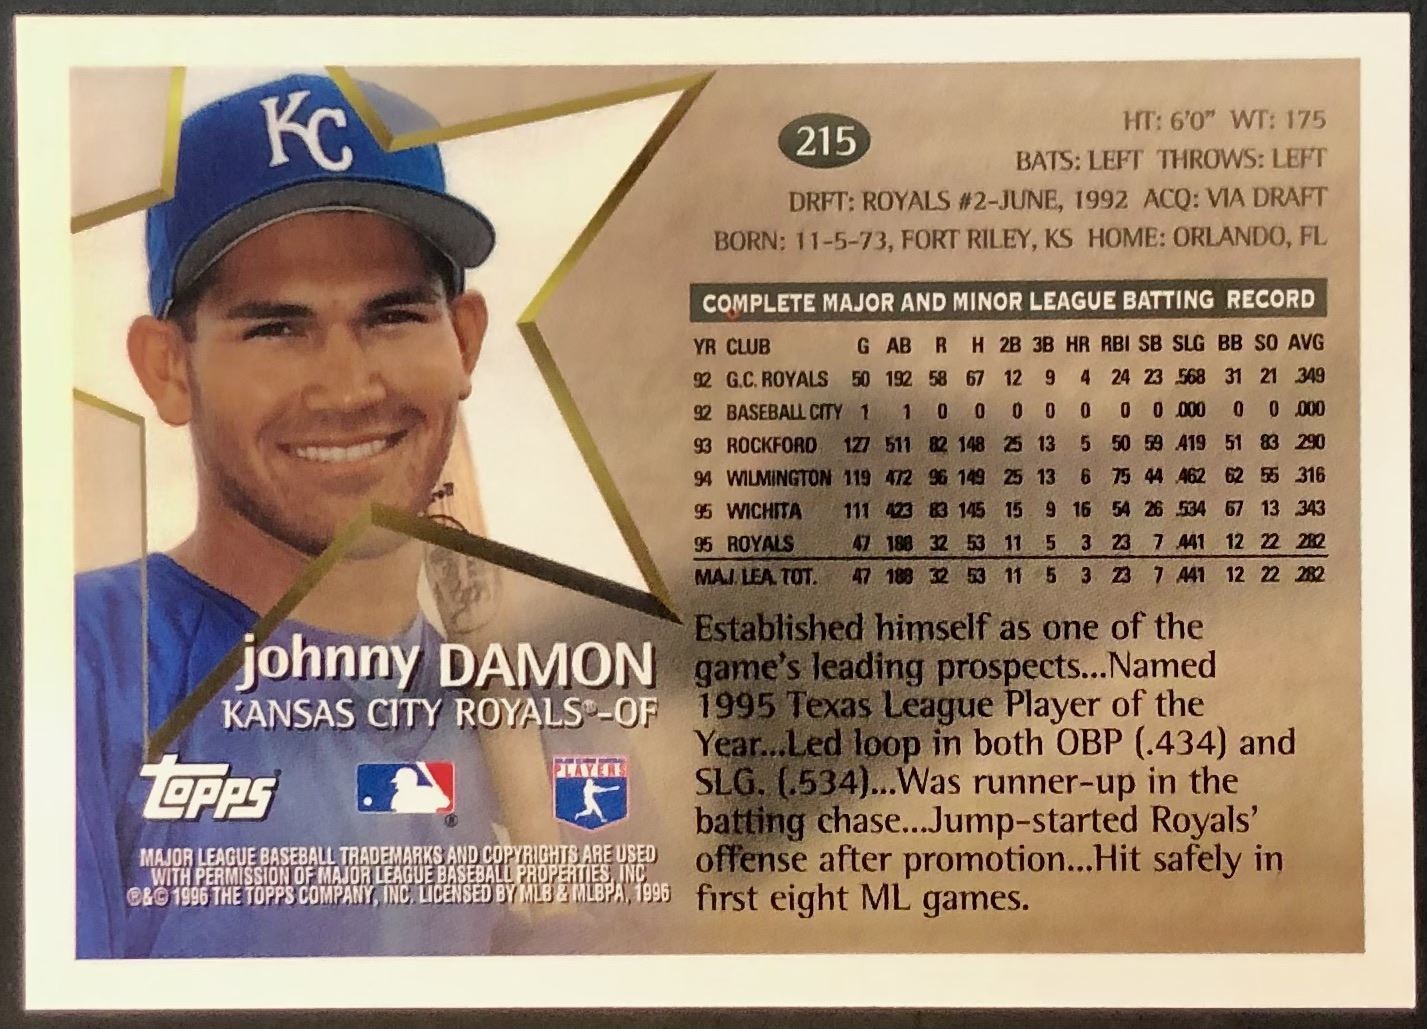 KC
215
HT: 6'0" WT: 175
BATS: LEFT THROWS: LEFT
DRFT: ROYALS #2-JUNE, 1992 ACQ: VIA DRAFT
BORN: 11-5-73, FORT RILEY, KS HOME: ORLANDO, FL
COMPLETE MAJOR AND MINOR LEAGUE BATTING RECORD
YR CLUB G AB R H 2B 3B HR RBI SB SLG BB SO AVG
92 G.C. ROYALS 50 192 58 67 12 9 4 24 23 .568 31 21 .349
92 BASEBALL CITY 1 1 0 0 0 0 0 0 0 .000 0 0 .000
93 ROCKFORD 127 511 82 148 25 13 5 50 59 .419 51 83 .290
94 WILMINGTON 119 472 96 149 25 13 6 75 44 .462 62 55 .316
95 WICHITA 111 423 83 145 15 9 16 54 26 .534 67 13 .343
95 ROYALS 47 188 32 53 11 5 3 23 7 .441 12 22 .282
MAJ. LEA. TOT. 47 188 32 53 11 5 3 23 7 .441 12 22 .282
Established himself as one of the
game's leading prospects...Named
1995 Texas League Player of the
Year...Led loop in both OBP (.434) and
SLG. (.534)...Was runner-up in the
batting chase...Jump-started Royals'
offense after promotion...Hit safely in
first eight ML games.
johnny DAMON
KANSAS CITY ROYALS®-OF
Topps
®
PLAYERS
MAJOR LEAGUE BASEBALL TRADEMARKS AND COPYRIGHTS ARE USED
WITH PERMISSION OF MAJOR LEAGUE BASEBALL PROPERTIES, INC
®&© 1996 THE TOPPS COMPANY, INC. LICENSED BY MLB & MLBPA, 1996